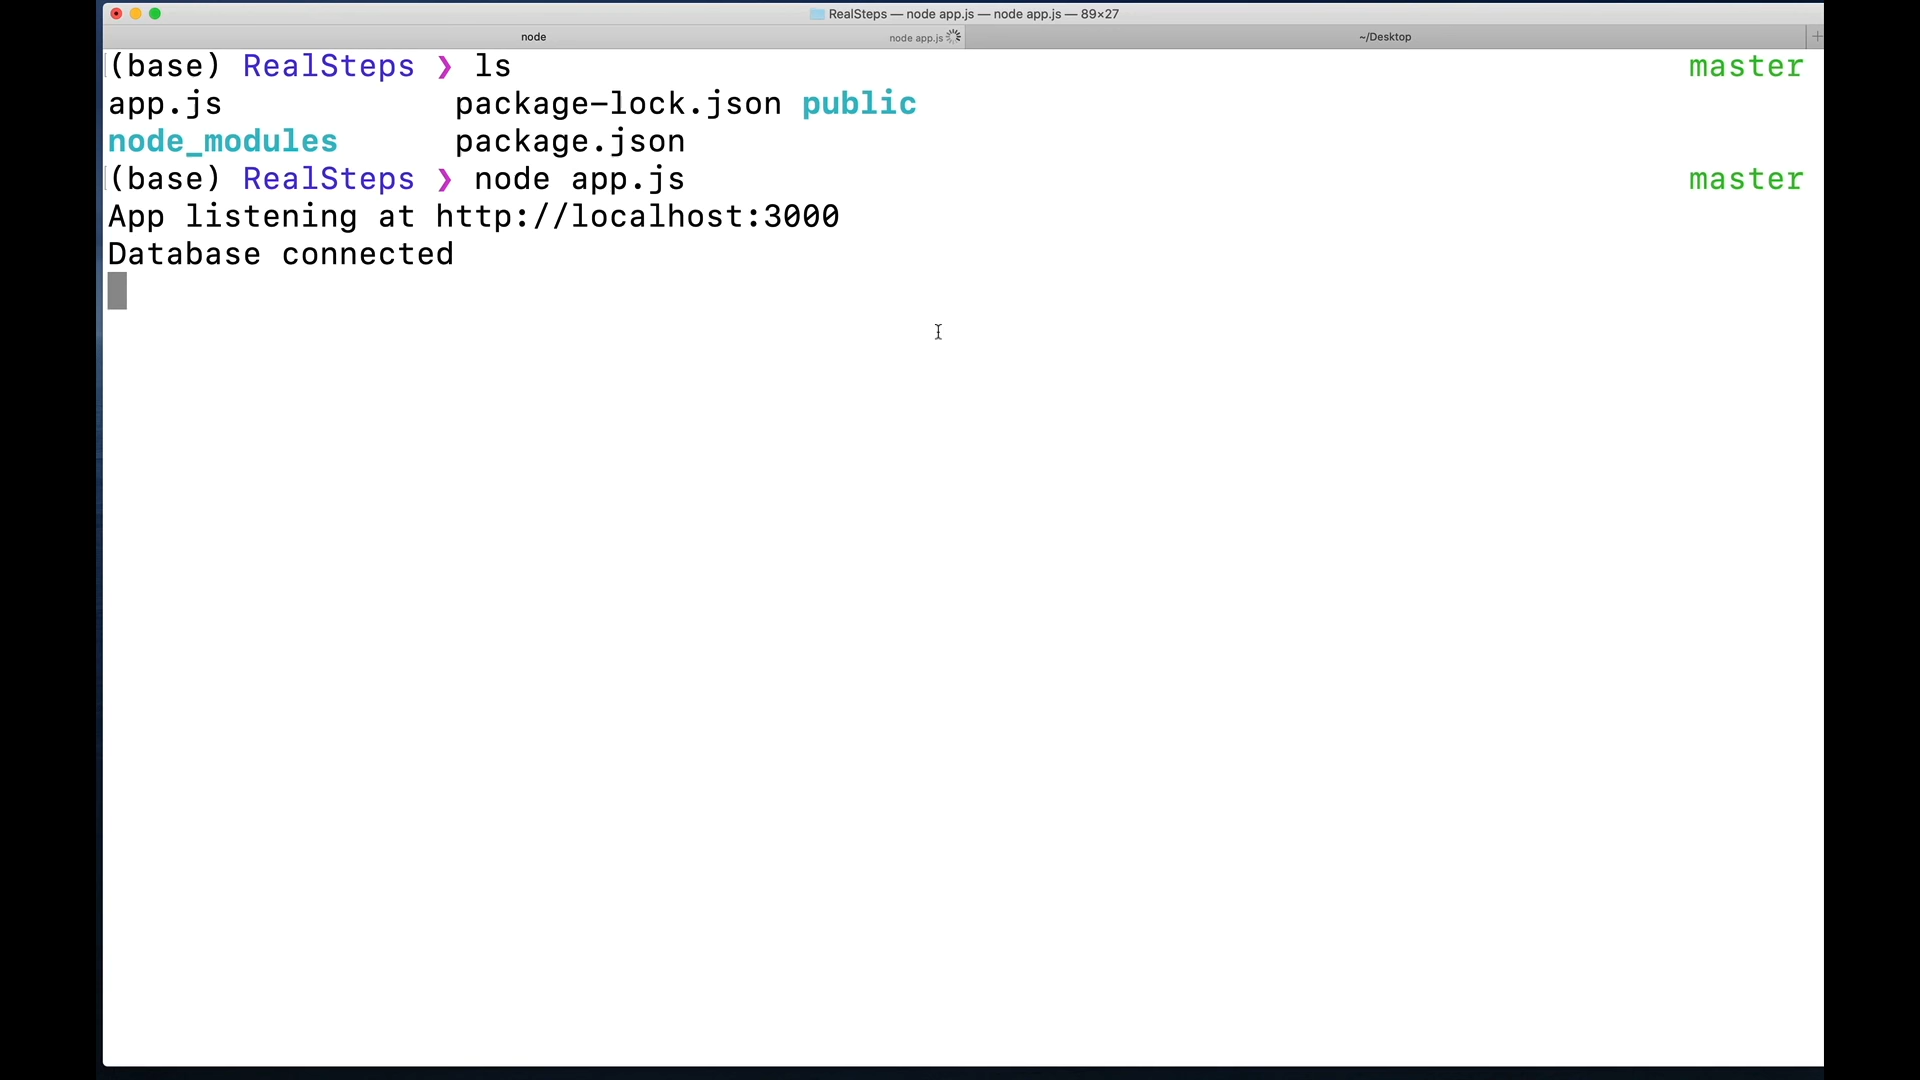 RealSteps — node app.js — node app.js — 89×27
node node app.js ~/Desktop +
(base) RealSteps ❯ ls master
app.js package-lock.json public
node_modules package.json
(base) RealSteps ❯ node app.js master
App listening at http://localhost:3000
Database connected